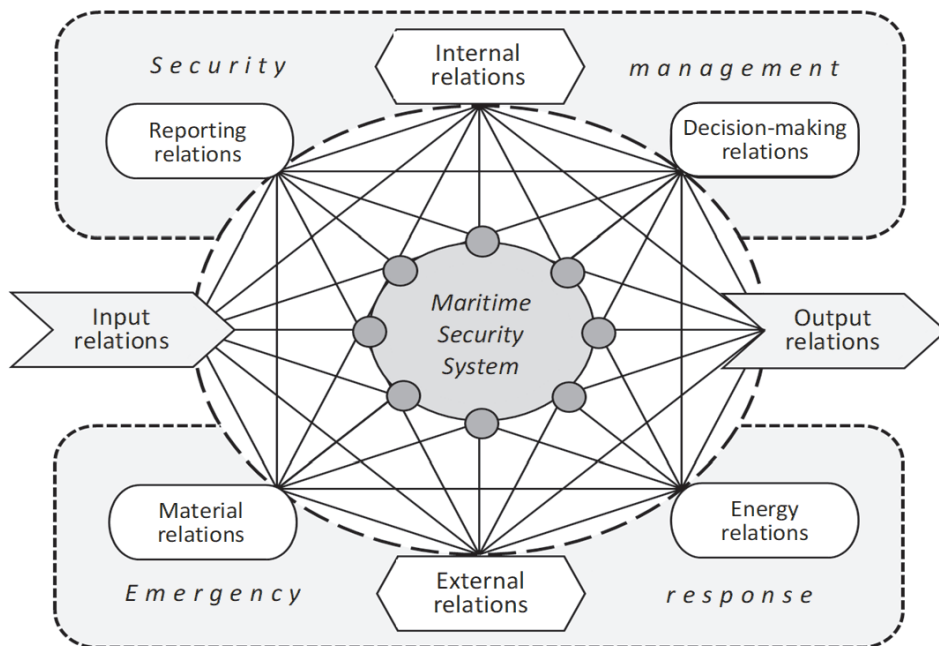 Security
Internal
relations
management
Reporting
relations
Decision-making
relations
Input
relations
Maritime
Security
System
Output
relations
Material
relations
Energy
relations
Emergency
External
relations
response